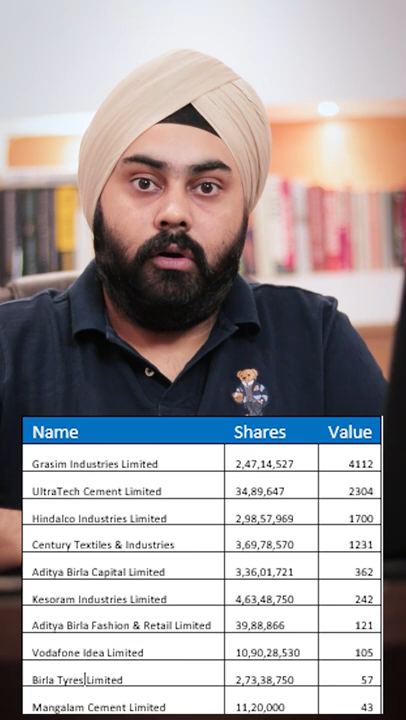 Name Shares Value
Grasim Industries Limited 2,47,14,527 4112
UltraTech Cement Limited 34,89,647 2304
Hindalco Industries Limited 2,98,57,969 1700
Century Textiles & Industries 3,69,78,570 1231
Aditya Birla Capital Limited 3,36,01,721 362
Kesoram Industries Limited 4,63,48,750 242
Aditya Birla Fashion & Retail Limited 39,88,866 121
Vodafone Idea Limited 10,90,28,530 105
Birla Tyres Limited 2,73,38,750 57
Mangalam Cement Limited 11,20,000 43